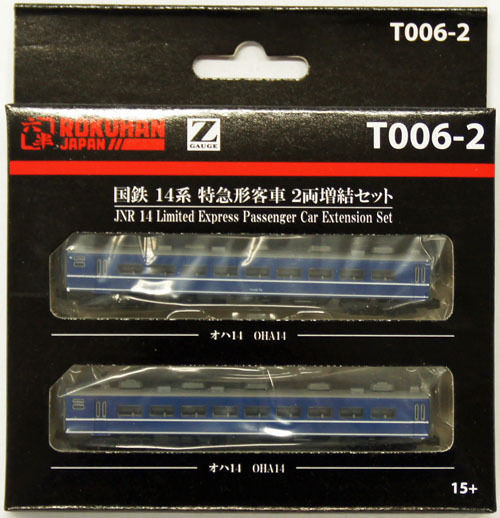 T006-2
六半
ROKUHAN
JAPAN
Z
GAUGE
T006-2
国鉄 14系 特急形客車 2両増結セット
JNR 14 Limited Express Passenger Car Extension Set
オハ14 OHA14
オハ14 OHA14
15+